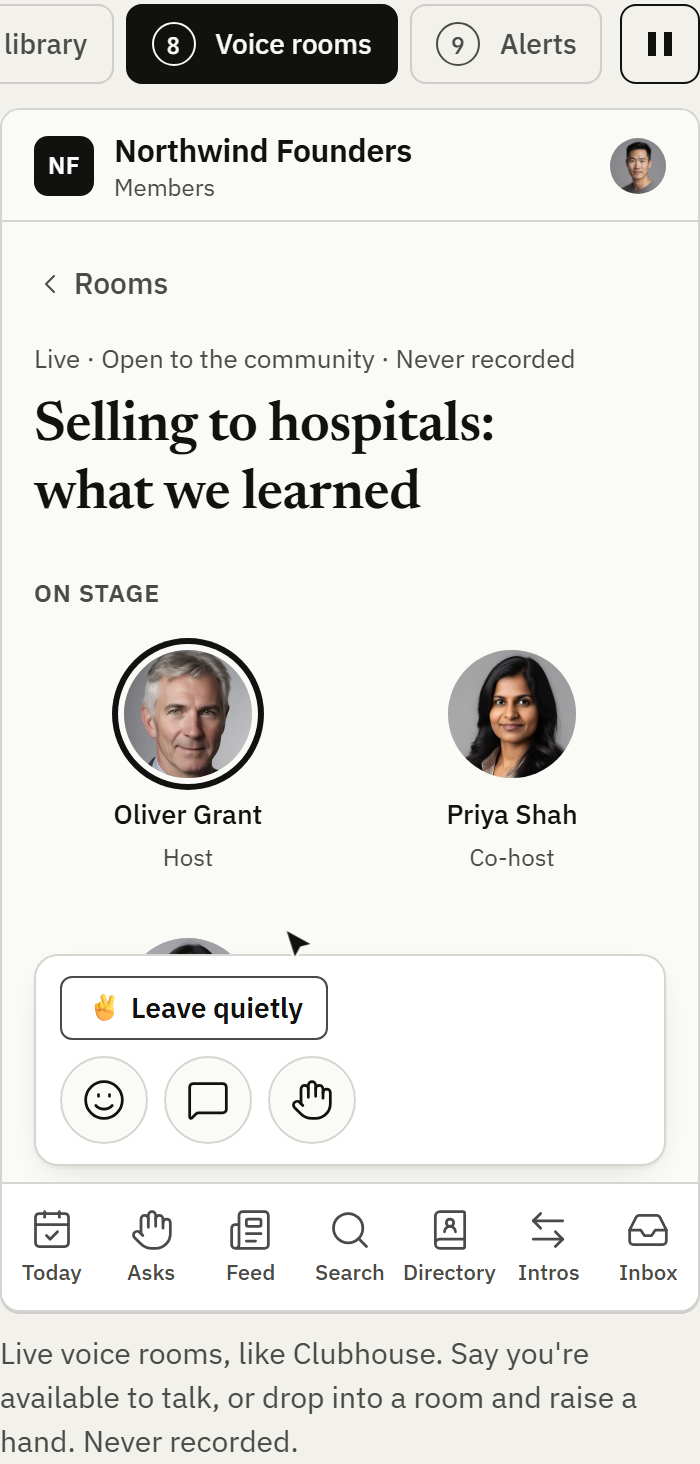 library
8 Voice rooms
9 Alerts
NF
Northwind Founders
Members
Rooms
Live · Open to the community · Never recorded
Selling to hospitals:
what we learned
ON STAGE
Oliver Grant
Host
Priya Shah
Co-host
✌️ Leave quietly
Today
Asks
Feed
Search
Directory
Intros
Inbox
Live voice rooms, like Clubhouse. Say you're
available to talk, or drop into a room and raise a
hand. Never recorded.